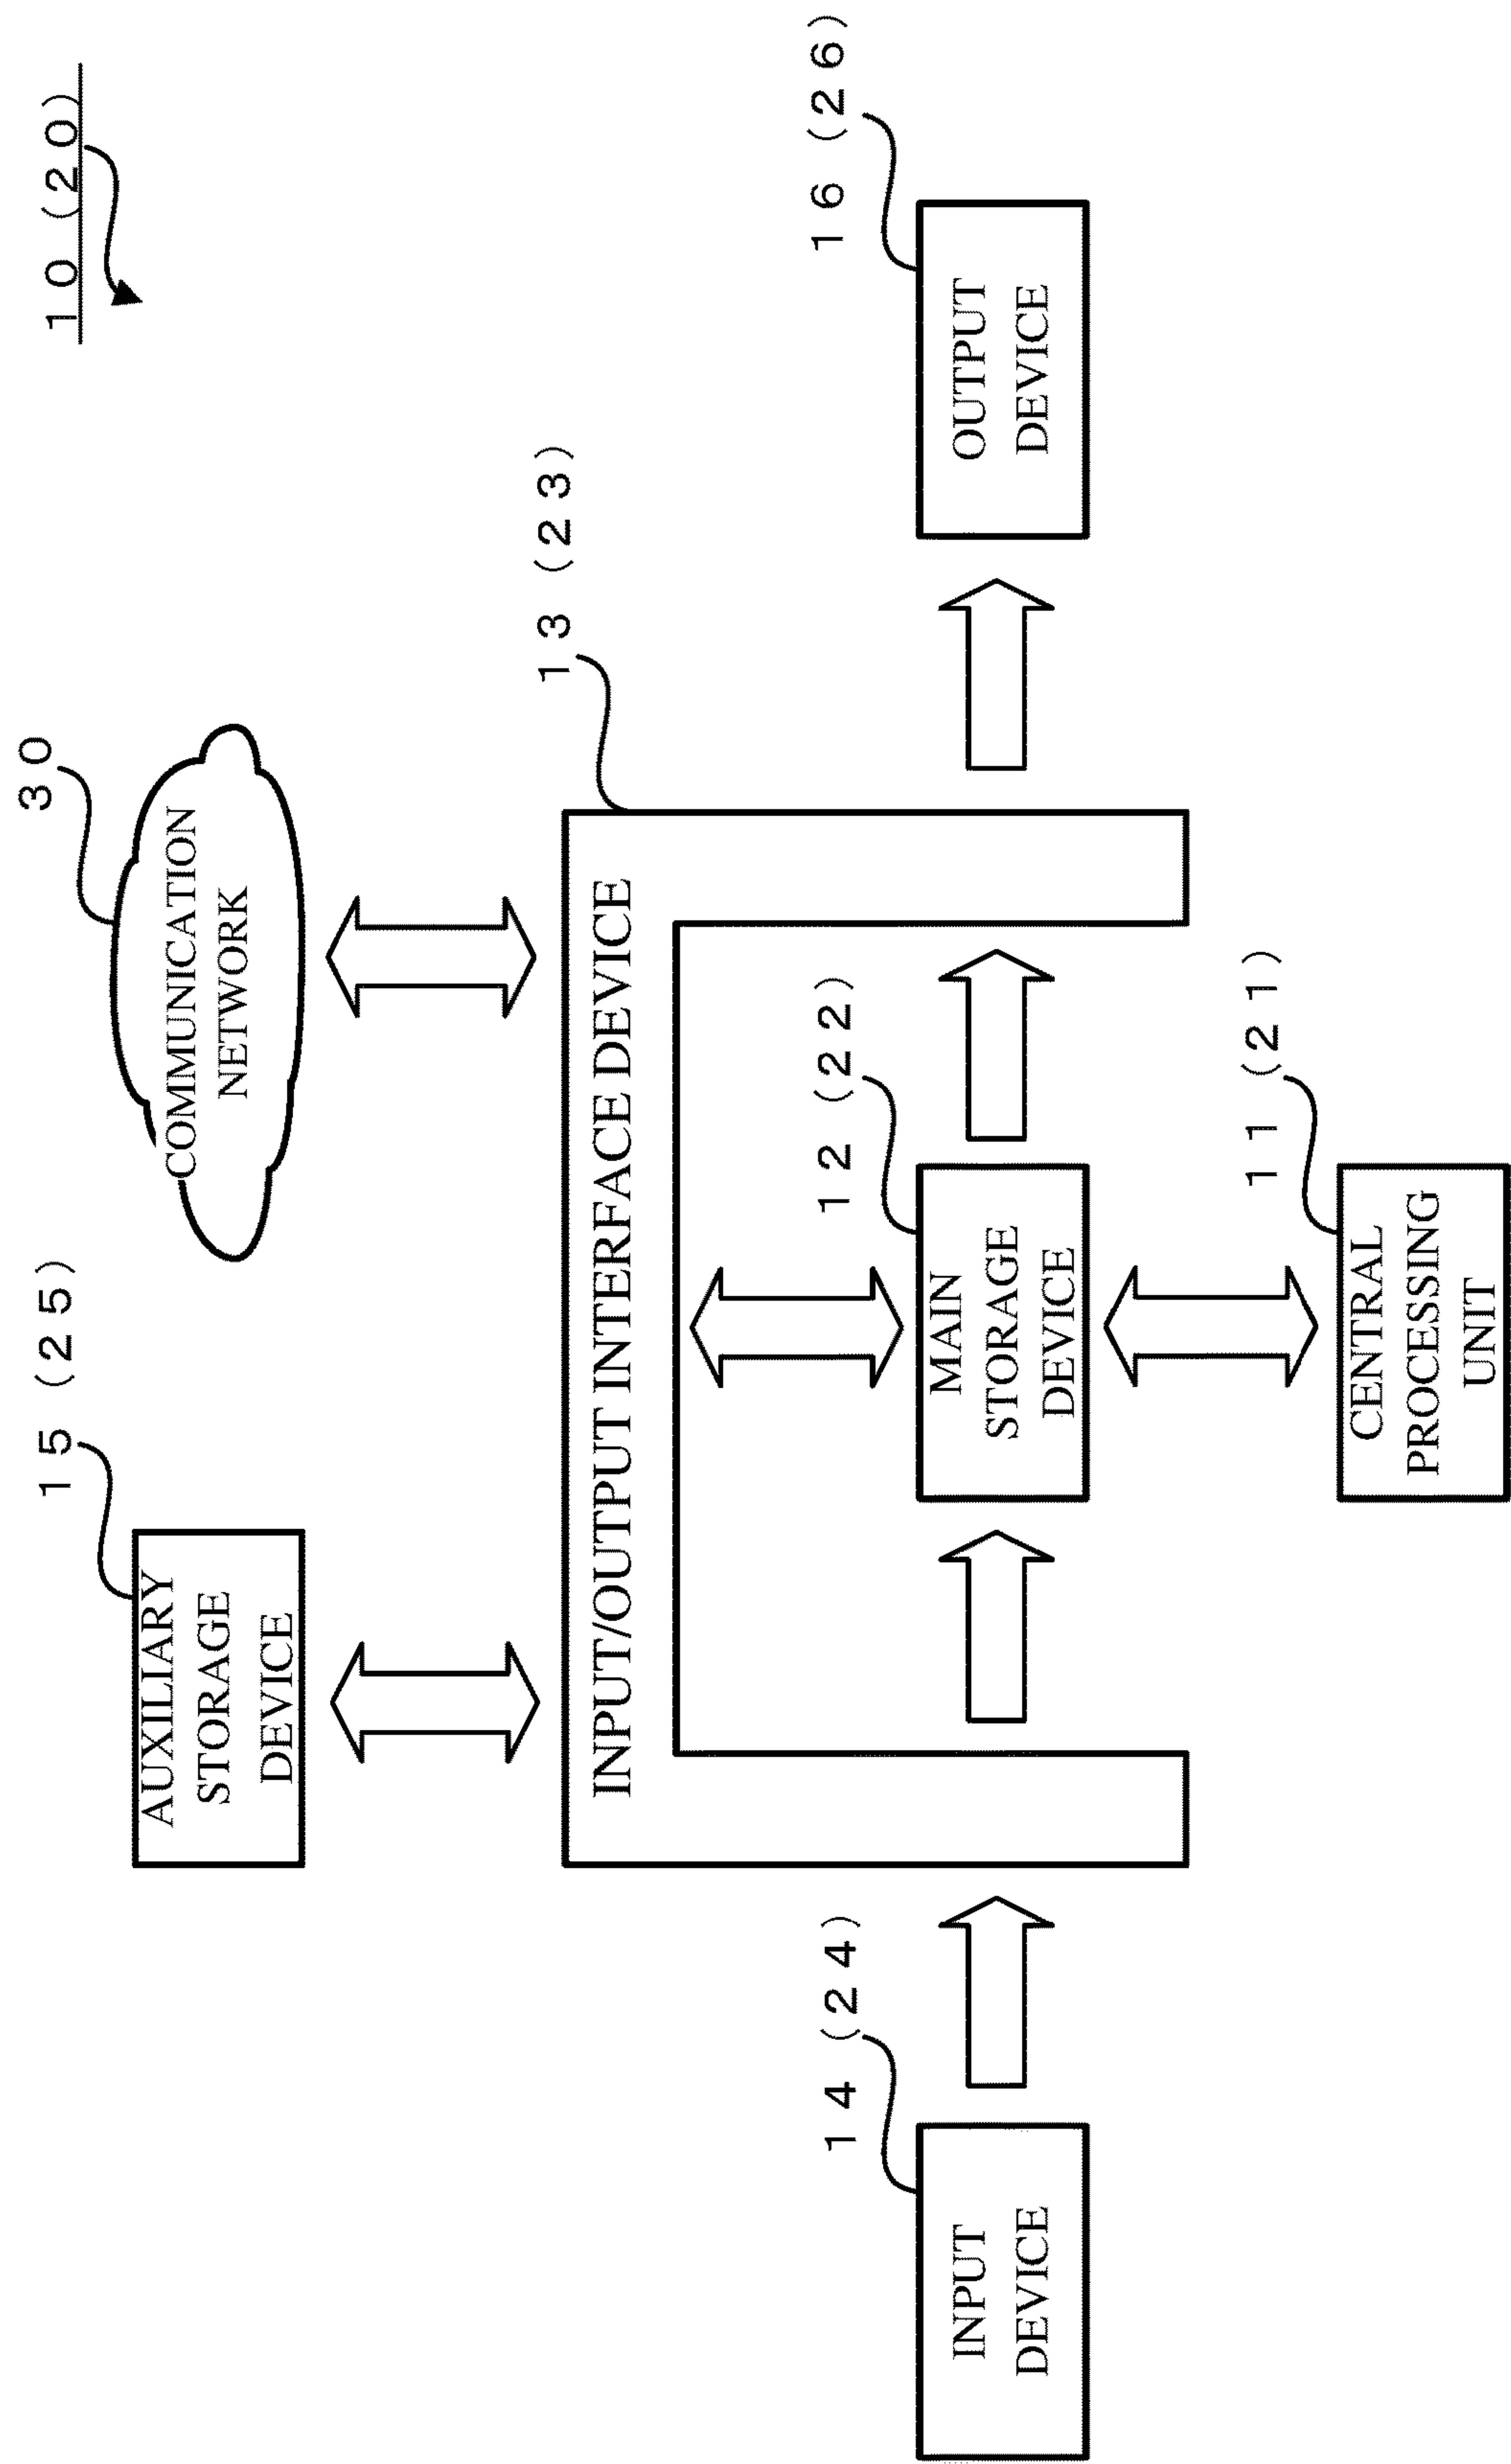 １０（２０）
３０
１５（２５）
COMMUNICATION
NETWORK
AUXILIARY
STORAGE
DEVICE
１３（２３）
INPUT/OUTPUT INTERFACE DEVICE
１４（２４）
１２（２２）
１６（２６）
INPUT
DEVICE
MAIN
STORAGE
DEVICE
OUTPUT
DEVICE
１１（２１）
CENTRAL
PROCESSING
UNIT